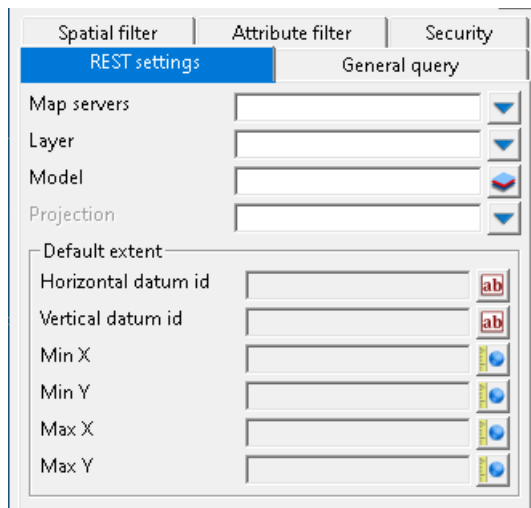 Spatial filter Attribute filter Security
REST settings General query
Map servers
Layer
Model
Projection
Default extent
Horizontal datum id ab
Vertical datum id ab
Min X
Min Y
Max X
Max Y